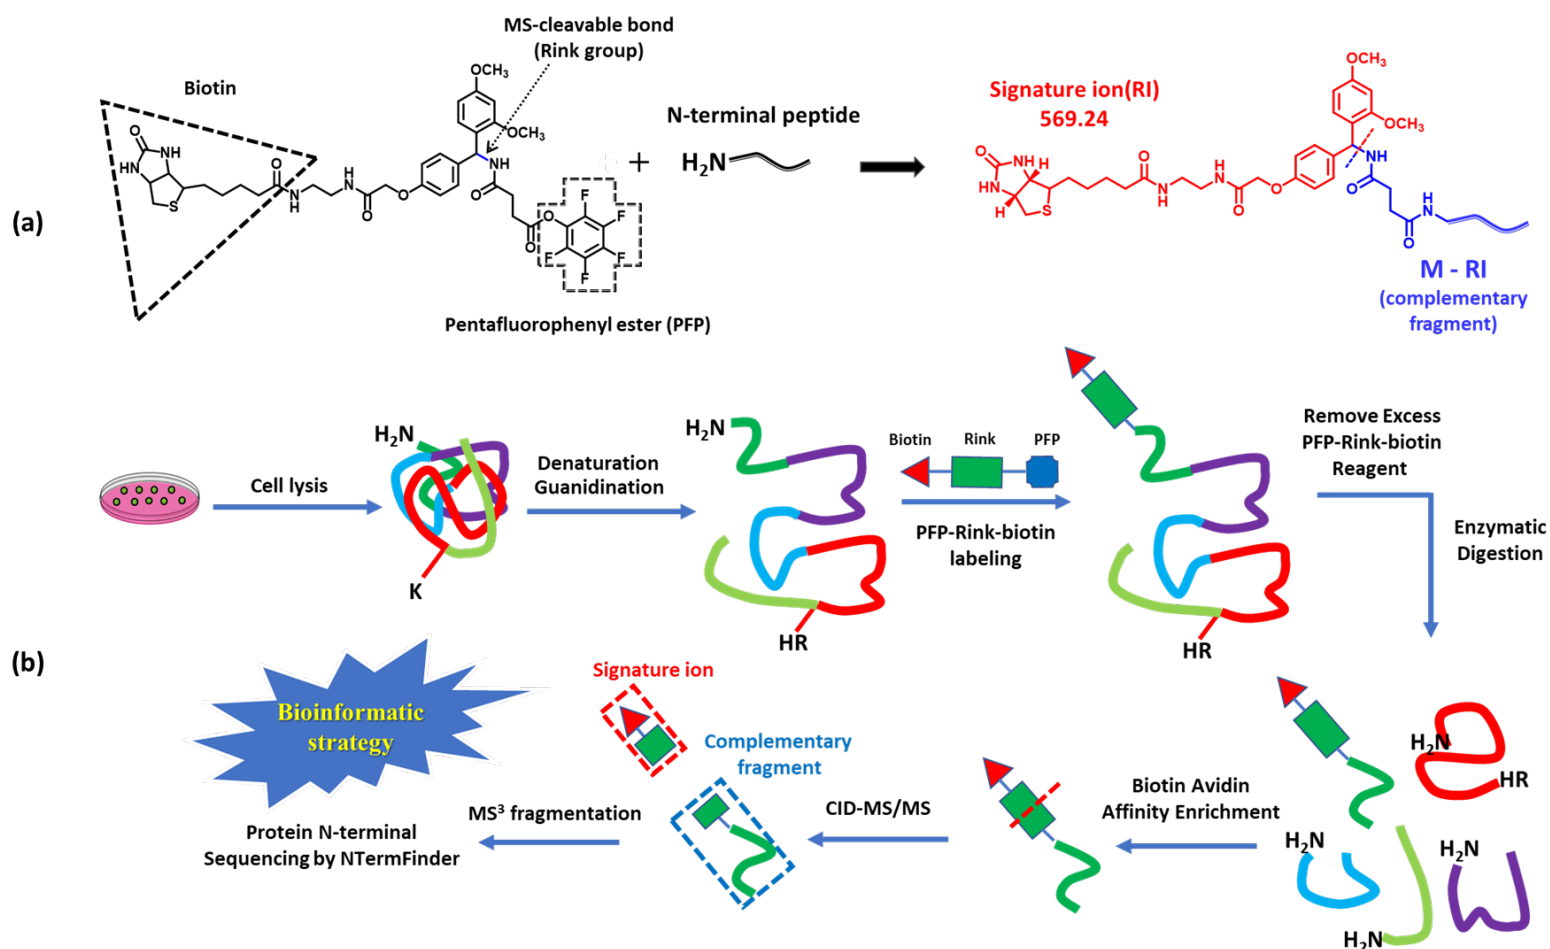 (a)
MS-cleavable bond
(Rink group)
Biotin
OCH3
OCH3
O
HN
NH
S
O
N
H
H
N
O
O
NH
O
O
O
F
F
F
F
F
Pentafluorophenyl ester (PFP)
+
N-terminal peptide
H2N
Signature ion(RI)
569.24
OCH3
OCH3
O
HN
NH
H
H
S
O
N
H
H
N
O
O
NH
O
H
N
O
M - RI
(complementary
fragment)
(b)
Cell lysis
H2N
K
Denaturation
Guanidination
H2N
HR
Biotin
Rink
PFP
PFP-Rink-biotin
labeling
HR
Remove Excess
PFP-Rink-biotin
Reagent
Enzymatic
Digestion
H2N
HR
H2N
H2N
H2N
Biotin Avidin
Affinity Enrichment
CID-MS/MS
Signature ion
Complementary
fragment
MS3 fragmentation
Bioinformatic
strategy
Protein N-terminal
Sequencing by NTermFinder